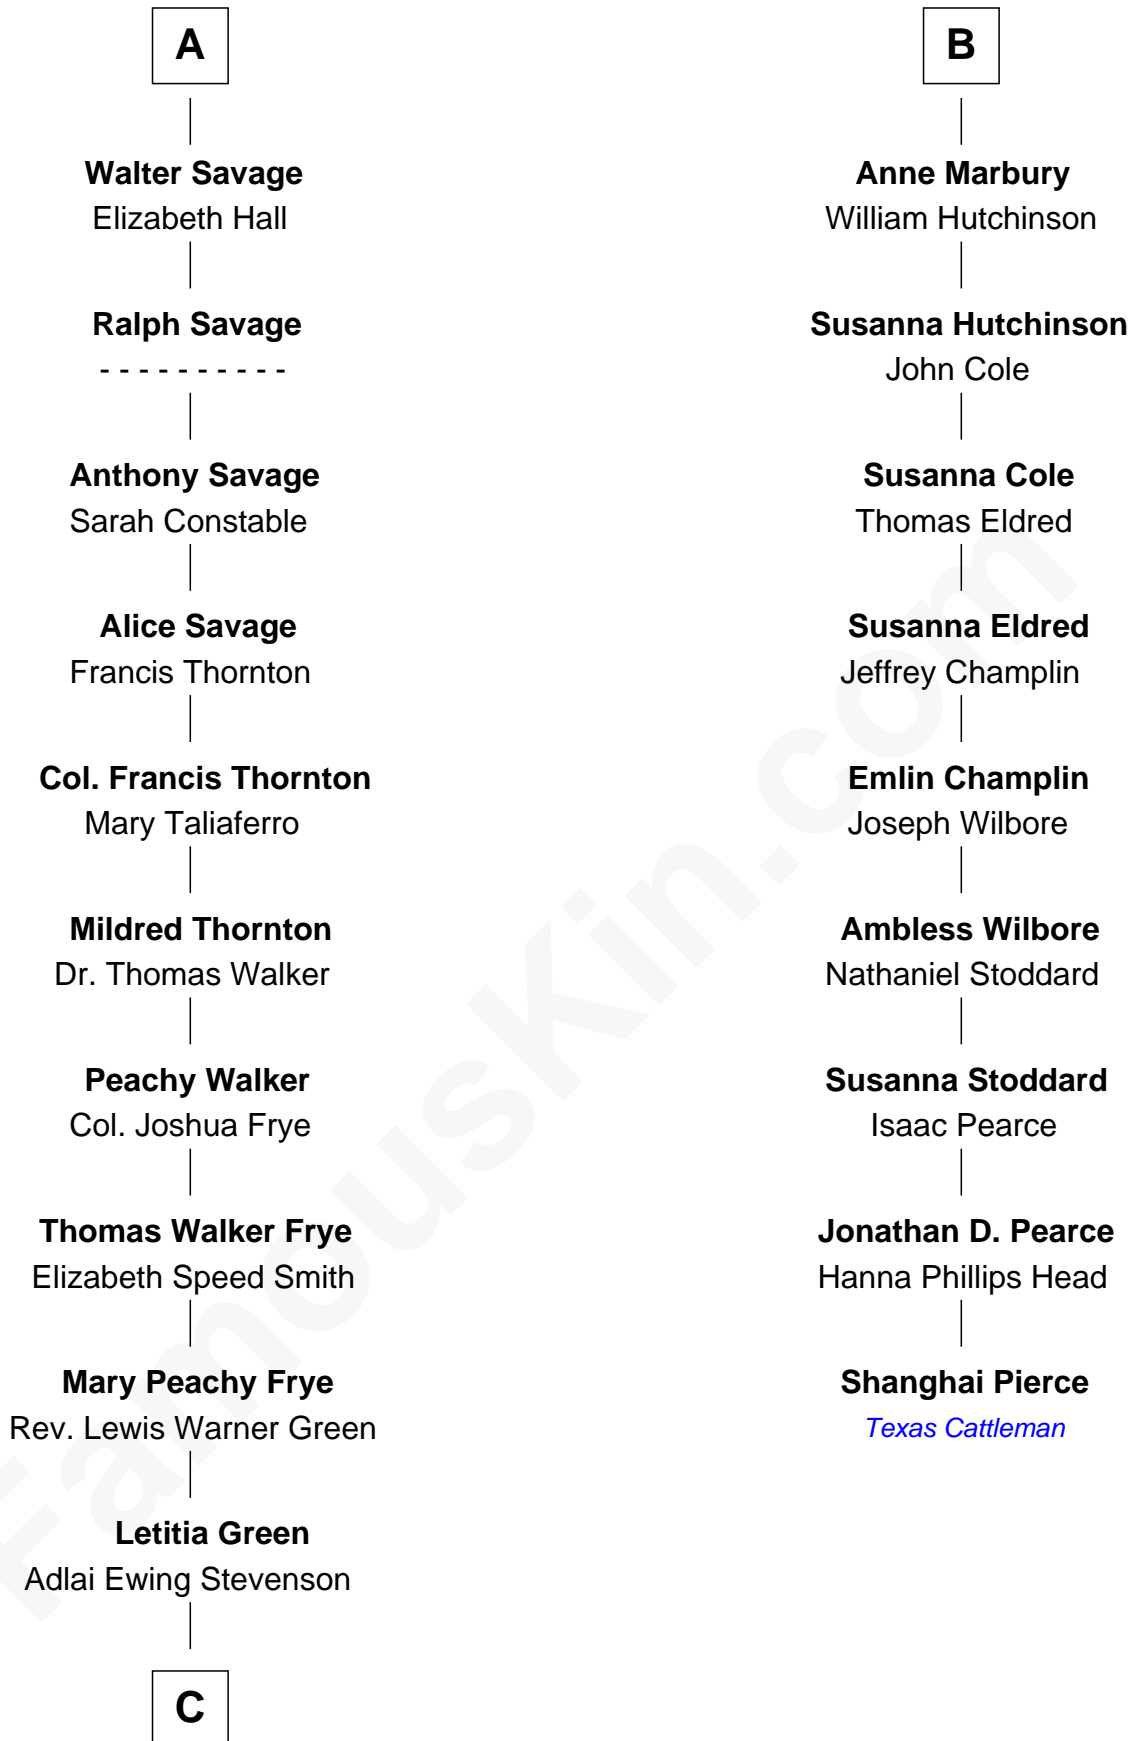 A
Walter Savage
Elizabeth Hall
Ralph Savage
- - - - - - - - - -
Anthony Savage
Sarah Constable
Alice Savage
Francis Thornton
Col. Francis Thornton
Mary Taliaferro
Mildred Thornton
Dr. Thomas Walker
Peachy Walker
Col. Joshua Frye
Thomas Walker Frye
Elizabeth Speed Smith
Mary Peachy Frye
Rev. Lewis Warner Green
Letitia Green
Adlai Ewing Stevenson
C
B
Anne Marbury
William Hutchinson
Susanna Hutchinson
John Cole
Susanna Cole
Thomas Eldred
Susanna Eldred
Jeffrey Champlin
Emlin Champlin
Joseph Wilbore
Ambless Wilbore
Nathaniel Stoddard
Susanna Stoddard
Isaac Pearce
Jonathan D. Pearce
Hanna Phillips Head
Shanghai Pierce
Texas Cattleman
FamousKin.com